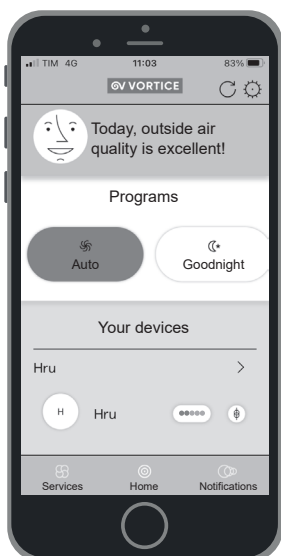 TIM 4G 11:03 83%
VORTICE
Today, outside air
quality is excellent!
Programs
Auto Goodnight
Your devices
Hru
H Hru
Services Home Notifications